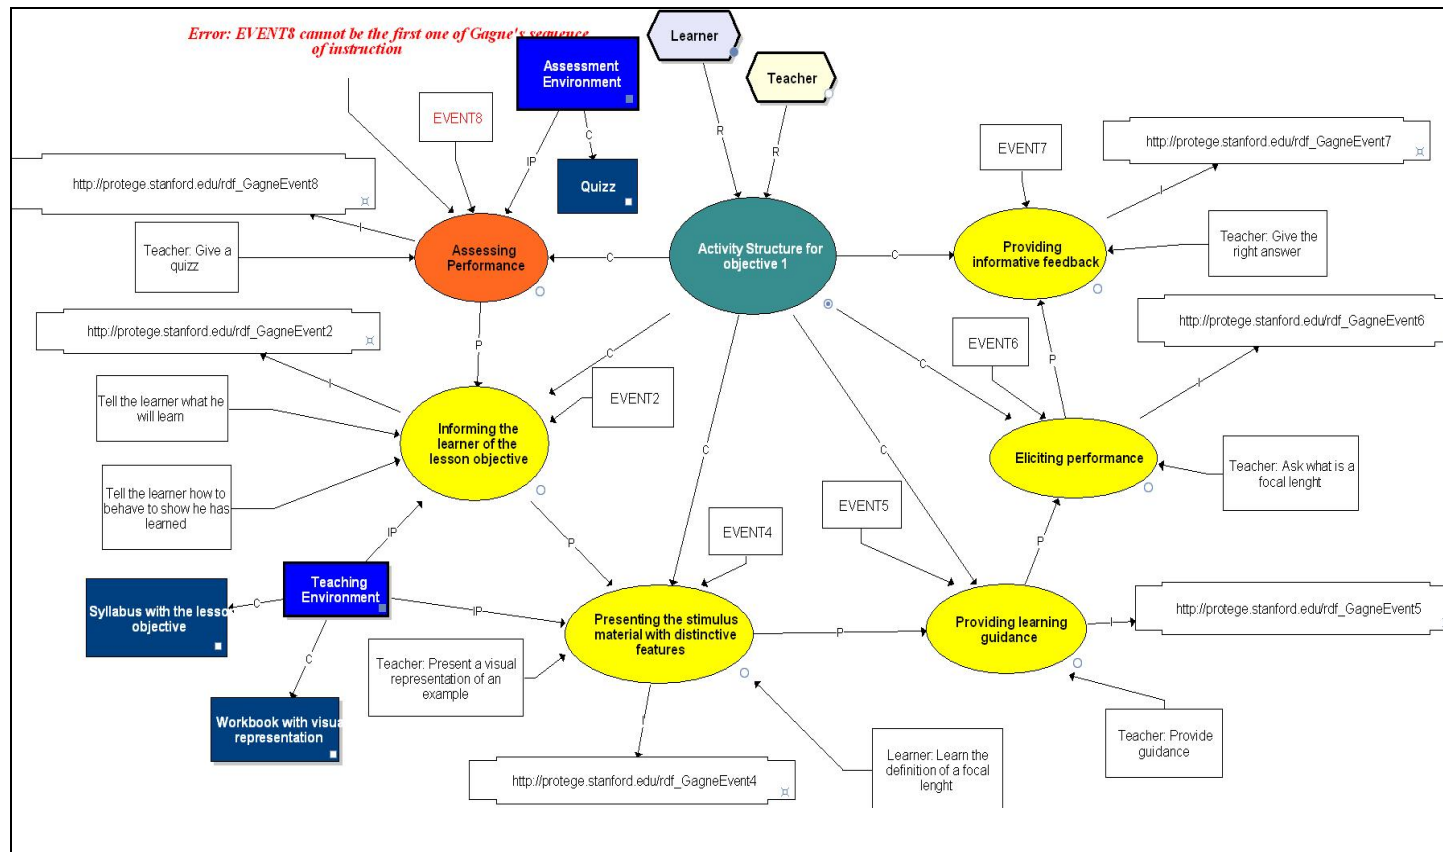 Error: EVENT8 cannot be the first one of Gagne's sequence
of instruction
Learner
Teacher
Assessment
Environment
EVENT8
EVENT7
http://protege.stanford.edu/rdf_GagneEvent7
R
R
C
IP
http://protege.stanford.edu/rdf_GagneEvent8
Quizz
I
I
Teacher: Give a
quizz
Assessing
Performance
C
Activity Structure for
objective 1
C
Providing
informative feedback
Teacher: Give the
right answer
http://protege.stanford.edu/rdf_GagneEvent2
P
C
EVENT6
P
http://protege.stanford.edu/rdf_GagneEvent6
C
I
I
Tell the learner what he
will learn
EVENT2
Informing the
learner of the
lesson objective
C
C
Eliciting performance
Teacher: Ask what is a
focal lenght
Tell the learner how to
behave to show he has
learned
IP
P
EVENT4
EVENT5
P
Teaching
Environment
Syllabus with the lesso
objective
C
IP
Presenting the stimulus
material with distinctive
features
P
Providing learning
guidance
I
http://protege.stanford.edu/rdf_GagneEvent5
C
Teacher: Present a visual
representation of an
example
Workbook with visua
representation
I
Teacher: Provide
guidance
http://protege.stanford.edu/rdf_GagneEvent4
Learner: Learn the
definition of a focal
lenght